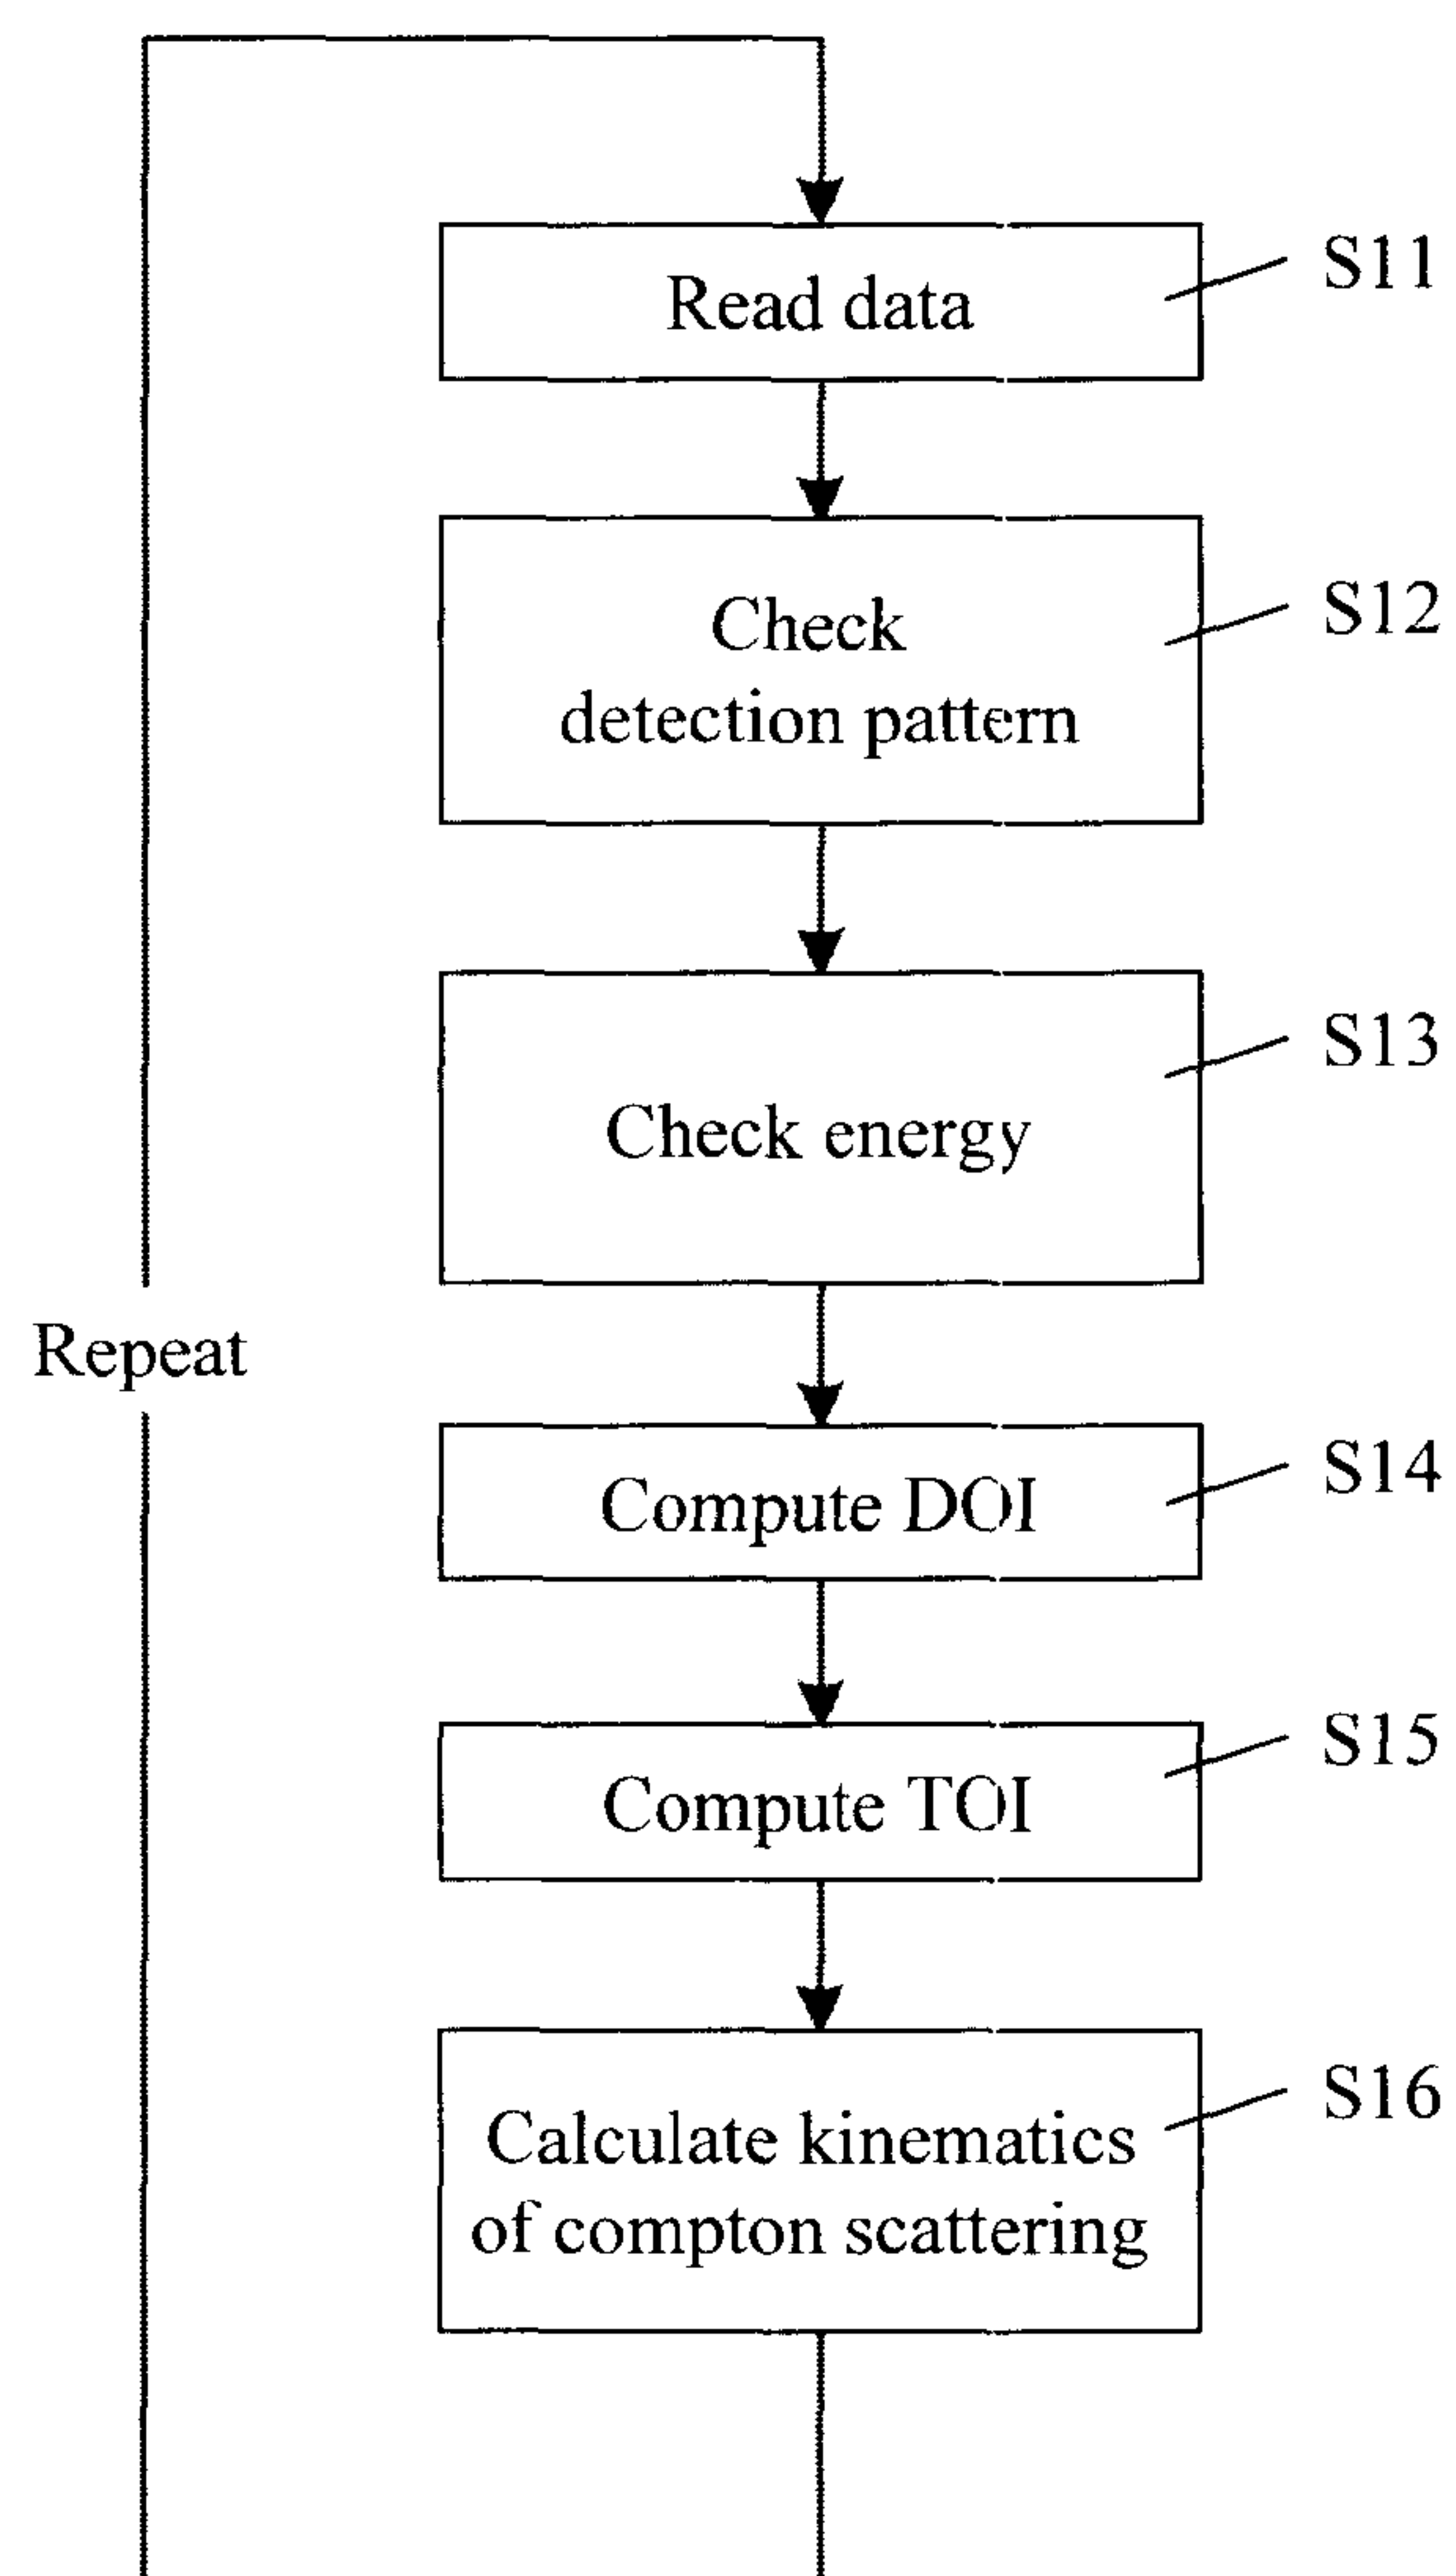 Read data
S11
Check
detection pattern
S12
Check energy
S13
Repeat
Compute DOI
S14
Compute TOI
S15
Calculate kinematics
of compton scattering
S16